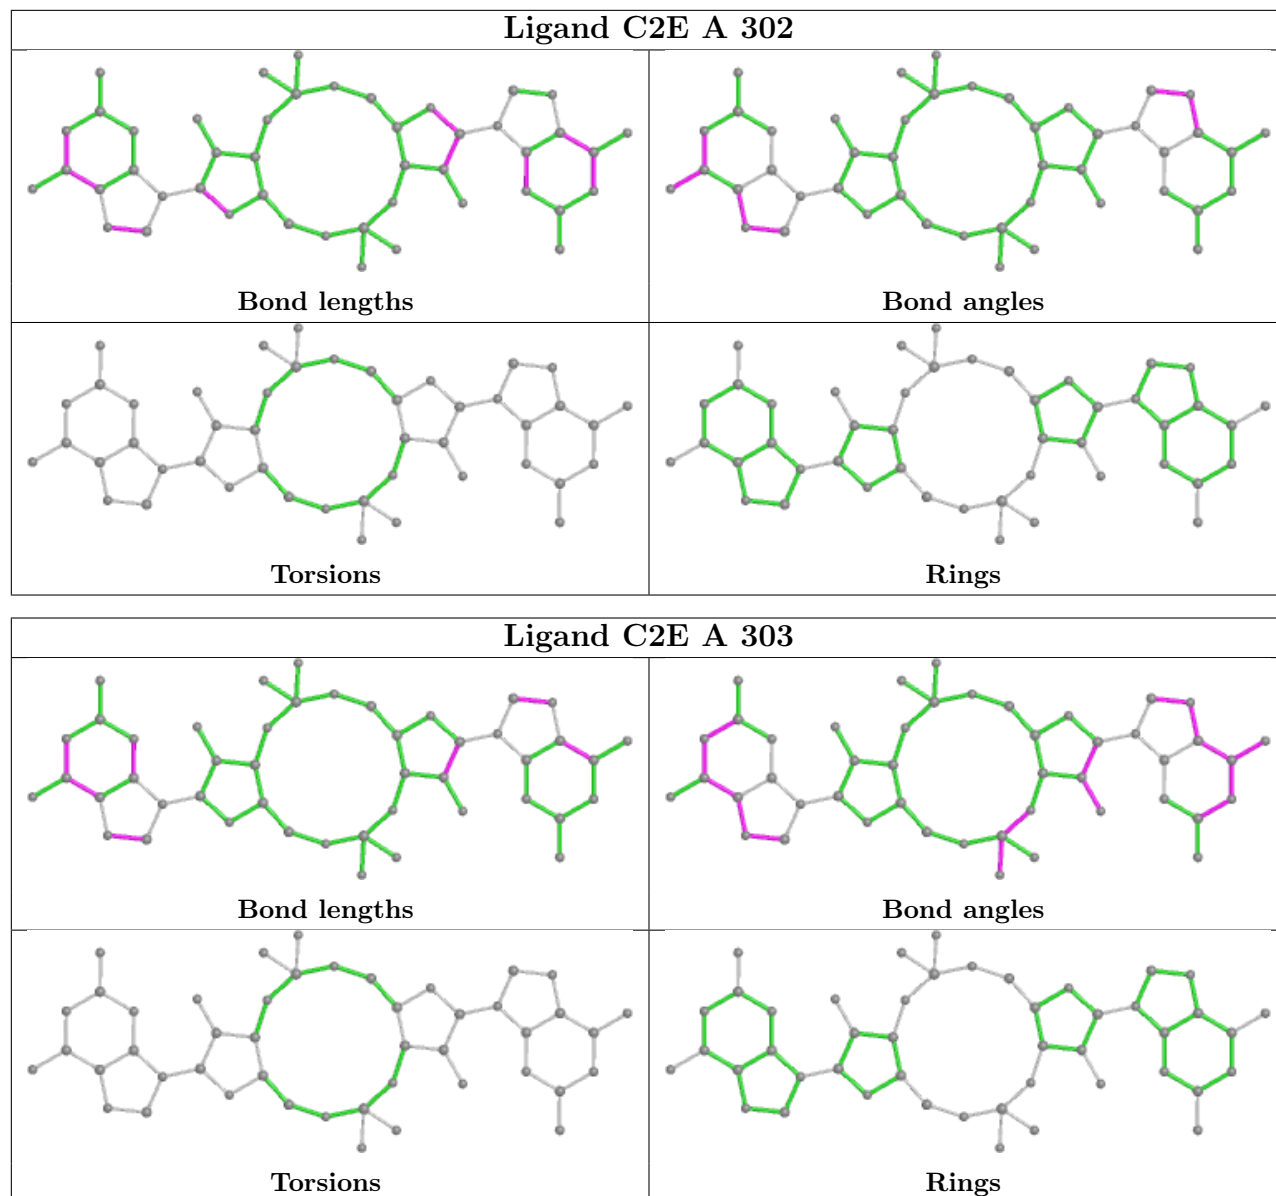 Ligand C2E A 302
Bond lengths
Bond angles
Torsions
Rings
Ligand C2E A 303
Bond lengths
Bond angles
Torsions
Rings